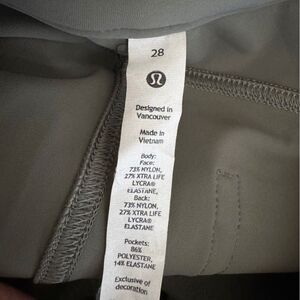 28
Designed in
Vancouver
Made in
Vietnam
Body:
Face:
73% NYLON,
27% XTRA LIFE
LYCRA®
ELASTANE,
Back:
73% NYLON,
27% XTRA LIFE
LYCRA®
ELASTANE
Pockets:
86%
POLYESTER,
14% ELASTANE
Exclusive of
decoration